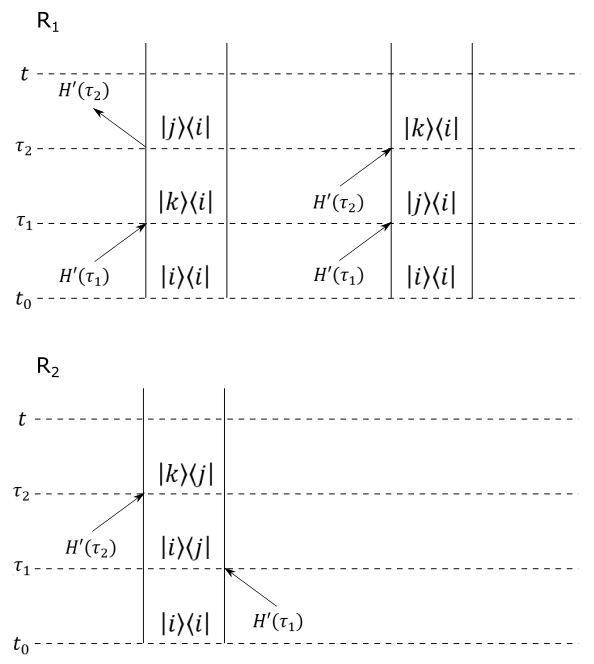 R₁
t
H′(τ₂)
|j⟩⟨i| |k⟩⟨i|
τ₂
|k⟩⟨i| H′(τ₂) |j⟩⟨i|
τ₁
H′(τ₁) |i⟩⟨i| H′(τ₁) |i⟩⟨i|
t₀
R₂
t
|k⟩⟨j|
τ₂
H′(τ₂) |i⟩⟨j|
τ₁
|i⟩⟨i| H′(τ₁)
t₀